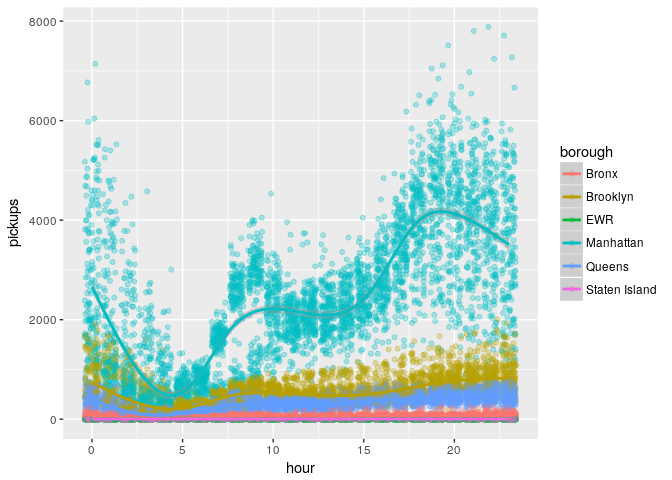 8000
6000
4000
2000
0
pickups
0 5 10 15 20
hour
borough
Bronx
Brooklyn
EWR
Manhattan
Queens
Staten Island